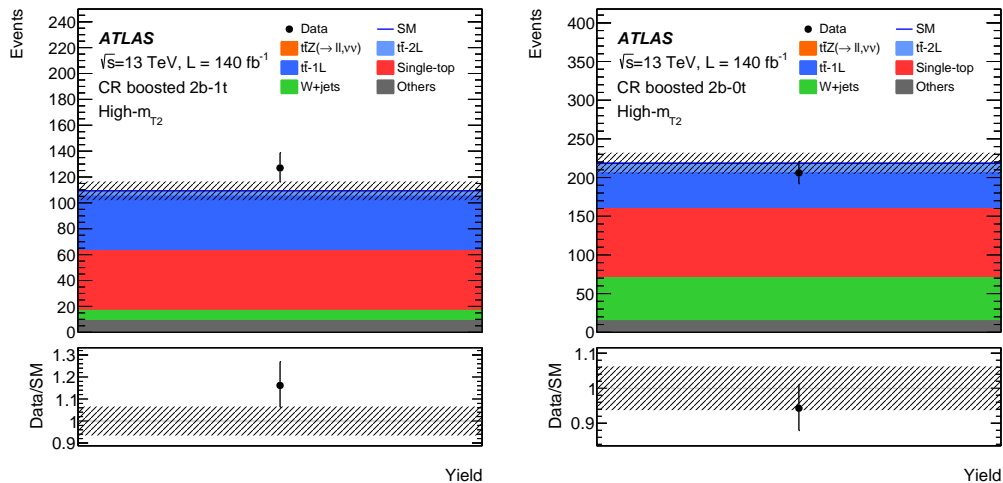 Events
240
220
200
180
160
140
120
100
80
60
40
20
0
ATLAS
√s=13 TeV, L = 140 fb⁻¹
CR boosted 2b-1t
High-m_T2
Data
SM
tt̄Z(→ ll,νν)
tt̄-2L
tt̄-1L
Single-top
W+jets
Others
Data/SM
1.3
1.2
1.1
1
0.9
Yield
Events
400
350
300
250
200
150
100
50
0
ATLAS
√s=13 TeV, L = 140 fb⁻¹
CR boosted 2b-0t
High-m_T2
Data
SM
tt̄Z(→ ll,νν)
tt̄-2L
tt̄-1L
Single-top
W+jets
Others
Data/SM
1.1
1
0.9
Yield